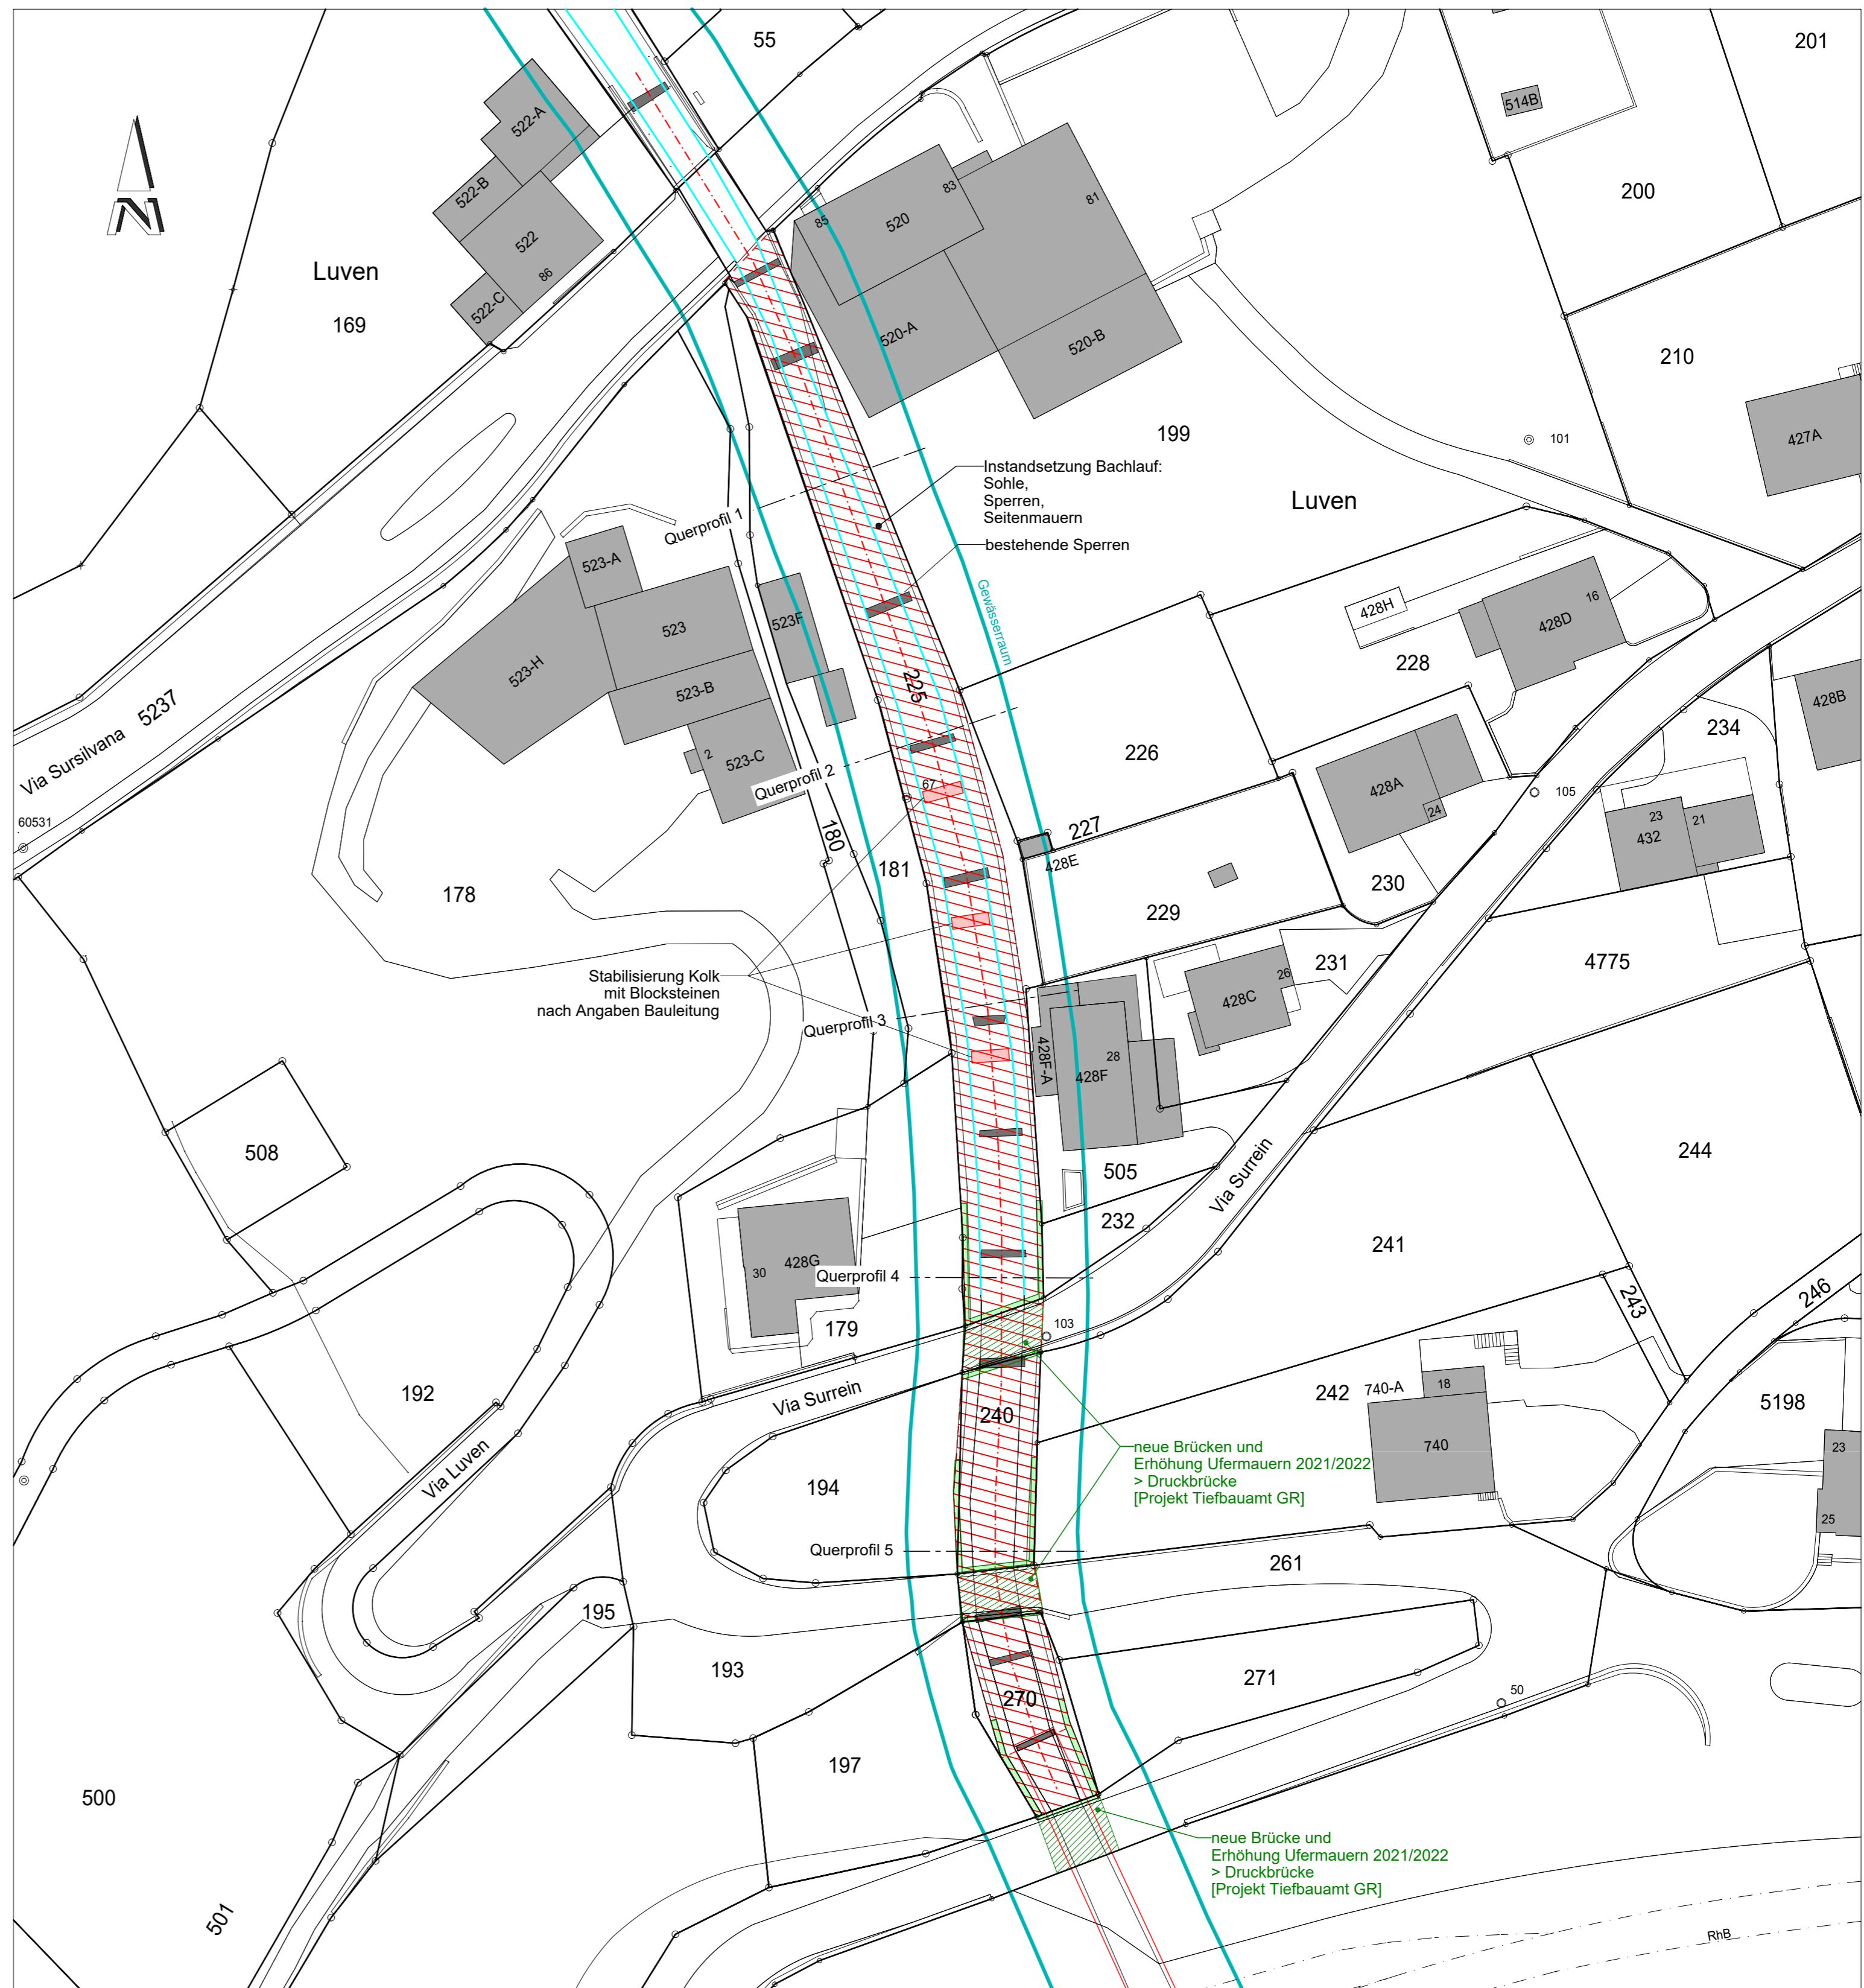 55
201
514B
200
N
522-A
522-B
522
86
522-C
83
85
520
81
520-A
520-B
Luven
169
210
427A
199
101
Instandsetzung Bachlauf:
Sohle,
Sperren,
Seitenmauern
Luven
Querprofil 1
bestehende Sperren
523-A
523
523F
523-H
523-B
523-C
2
Gewässerraum
428H
428D
16
228
428B
225
234
Via Sursilvana
5237
226
Querprofil 2
67
428A
24
105
23
21
432
60531
180
227
428E
181
178
230
229
231
4775
26
428C
Stabilisierung Kolk
mit Blocksteinen
nach Angaben Bauleitung
Querprofil 3
428F-A
28
428F
508
505
244
Via Surrein
232
241
428G
30
Querprofil 4
243
246
179
103
192
Via Surrein
242
740-A
18
5198
240
740
23
neue Brücken und
Erhöhung Ufermauern 2021/2022
> Druckbrücke
[Projekt Tiefbauamt GR]
Via Luven
194
25
Querprofil 5
261
195
193
271
270
50
197
500
neue Brücke und
Erhöhung Ufermauern 2021/2022
> Druckbrücke
[Projekt Tiefbauamt GR]
501
RhB